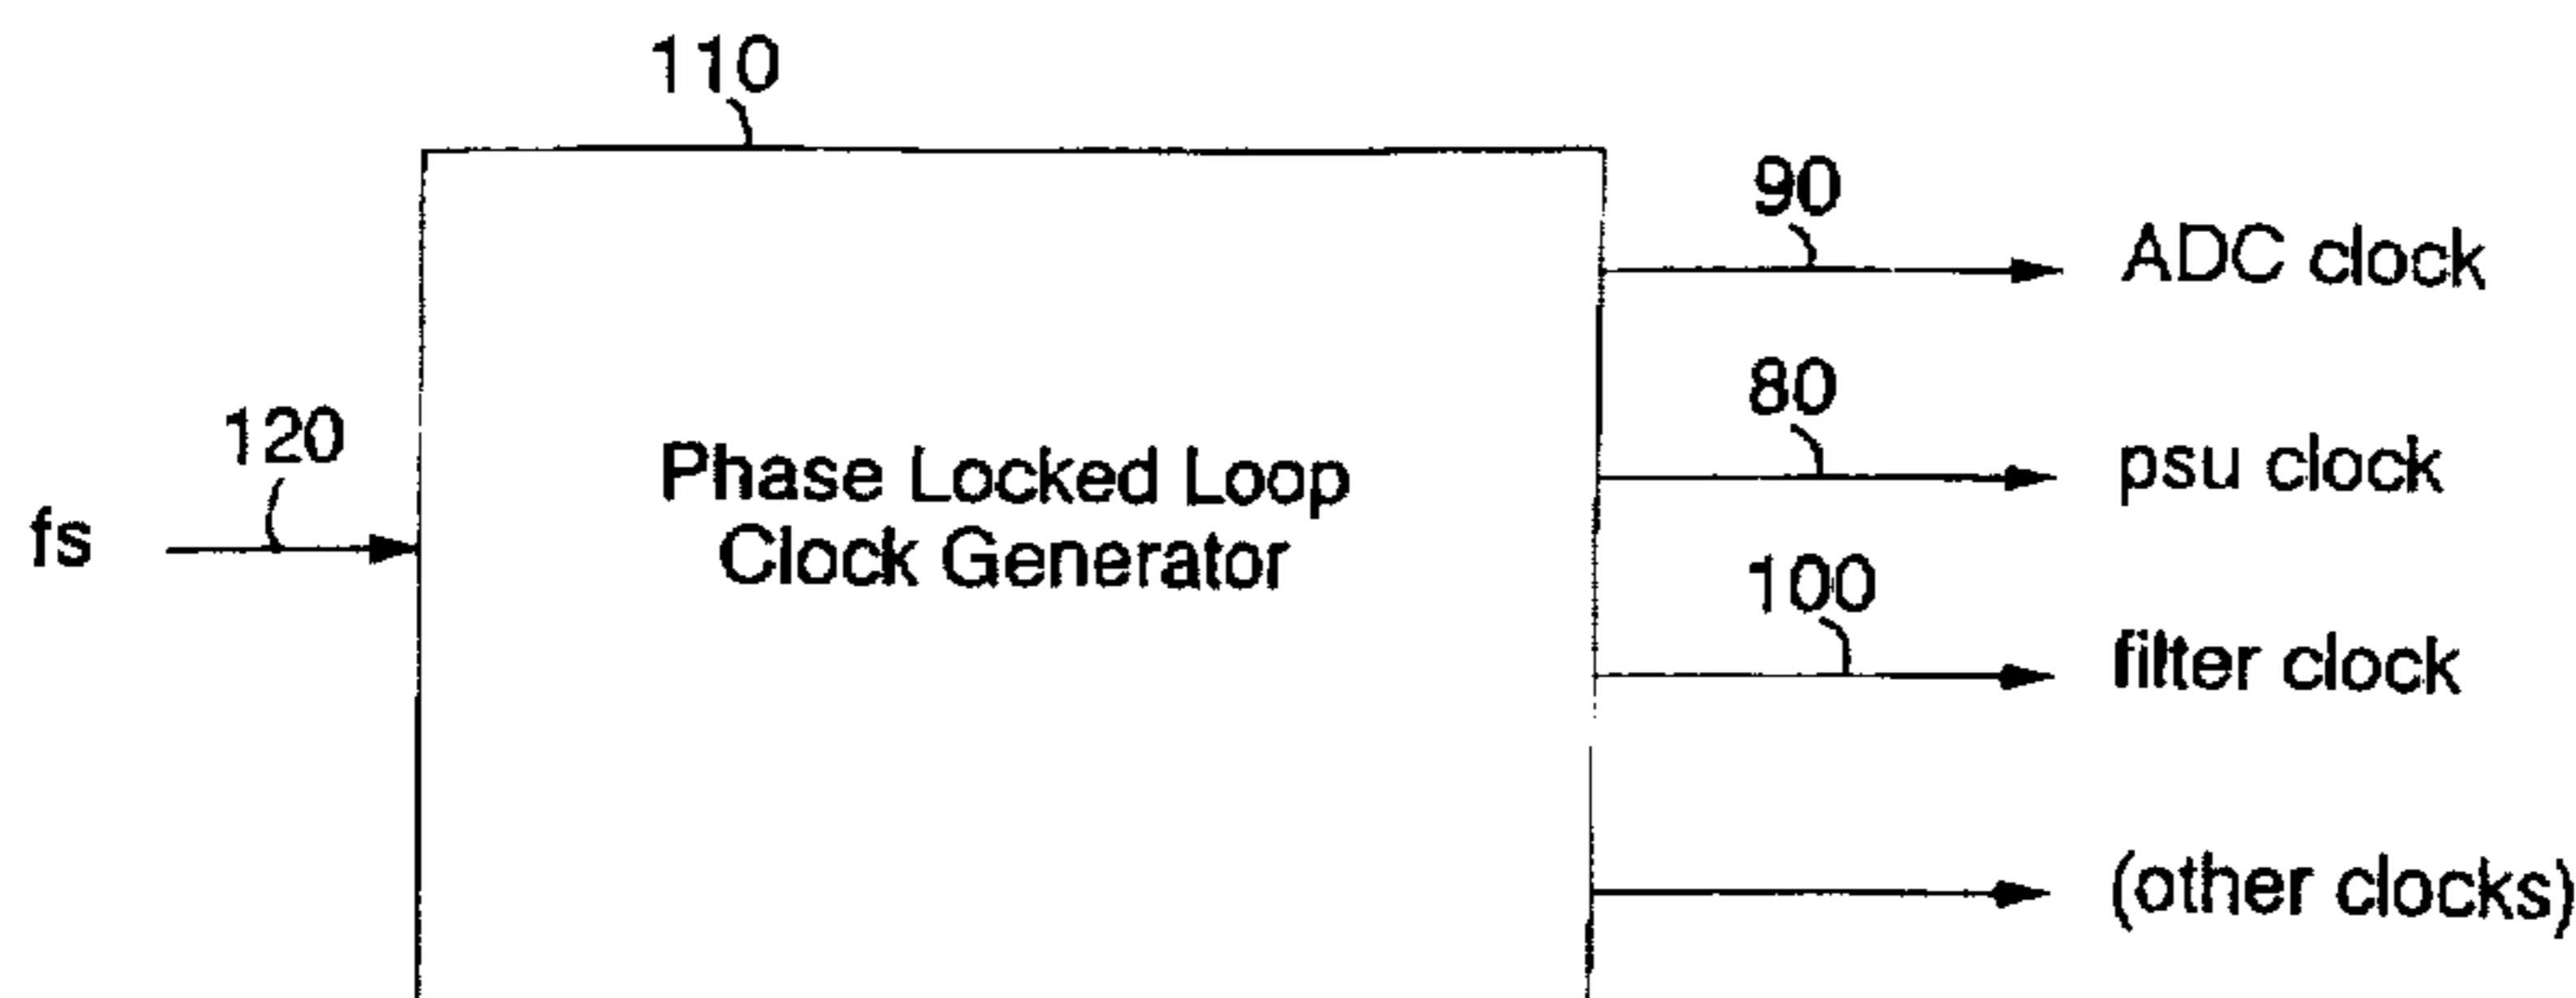 110
90
ADC clock
80
psu clock
120
fs
Phase Locked Loop
Clock Generator
100
filter clock
(other clocks)